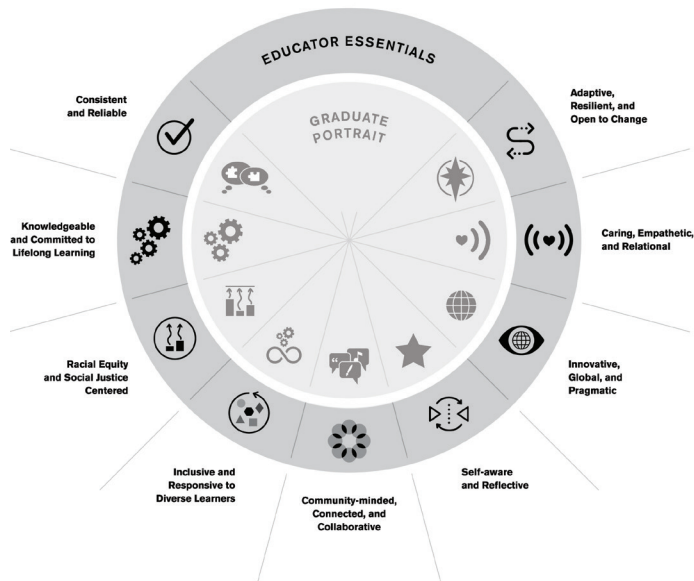 EDUCATOR ESSENTIALS
GRADUATE
PORTRAIT
Consistent
and Reliable
Adaptive,
Resilient, and
Open to Change
Knowledgeable
and Committed to
Lifelong Learning
Caring, Empathetic,
and Relational
Racial Equity
and Social Justice
Centered
Innovative,
Global, and
Pragmatic
Inclusive and
Responsive to
Diverse Learners
Self-aware
and Reflective
Community-minded,
Connected, and
Collaborative